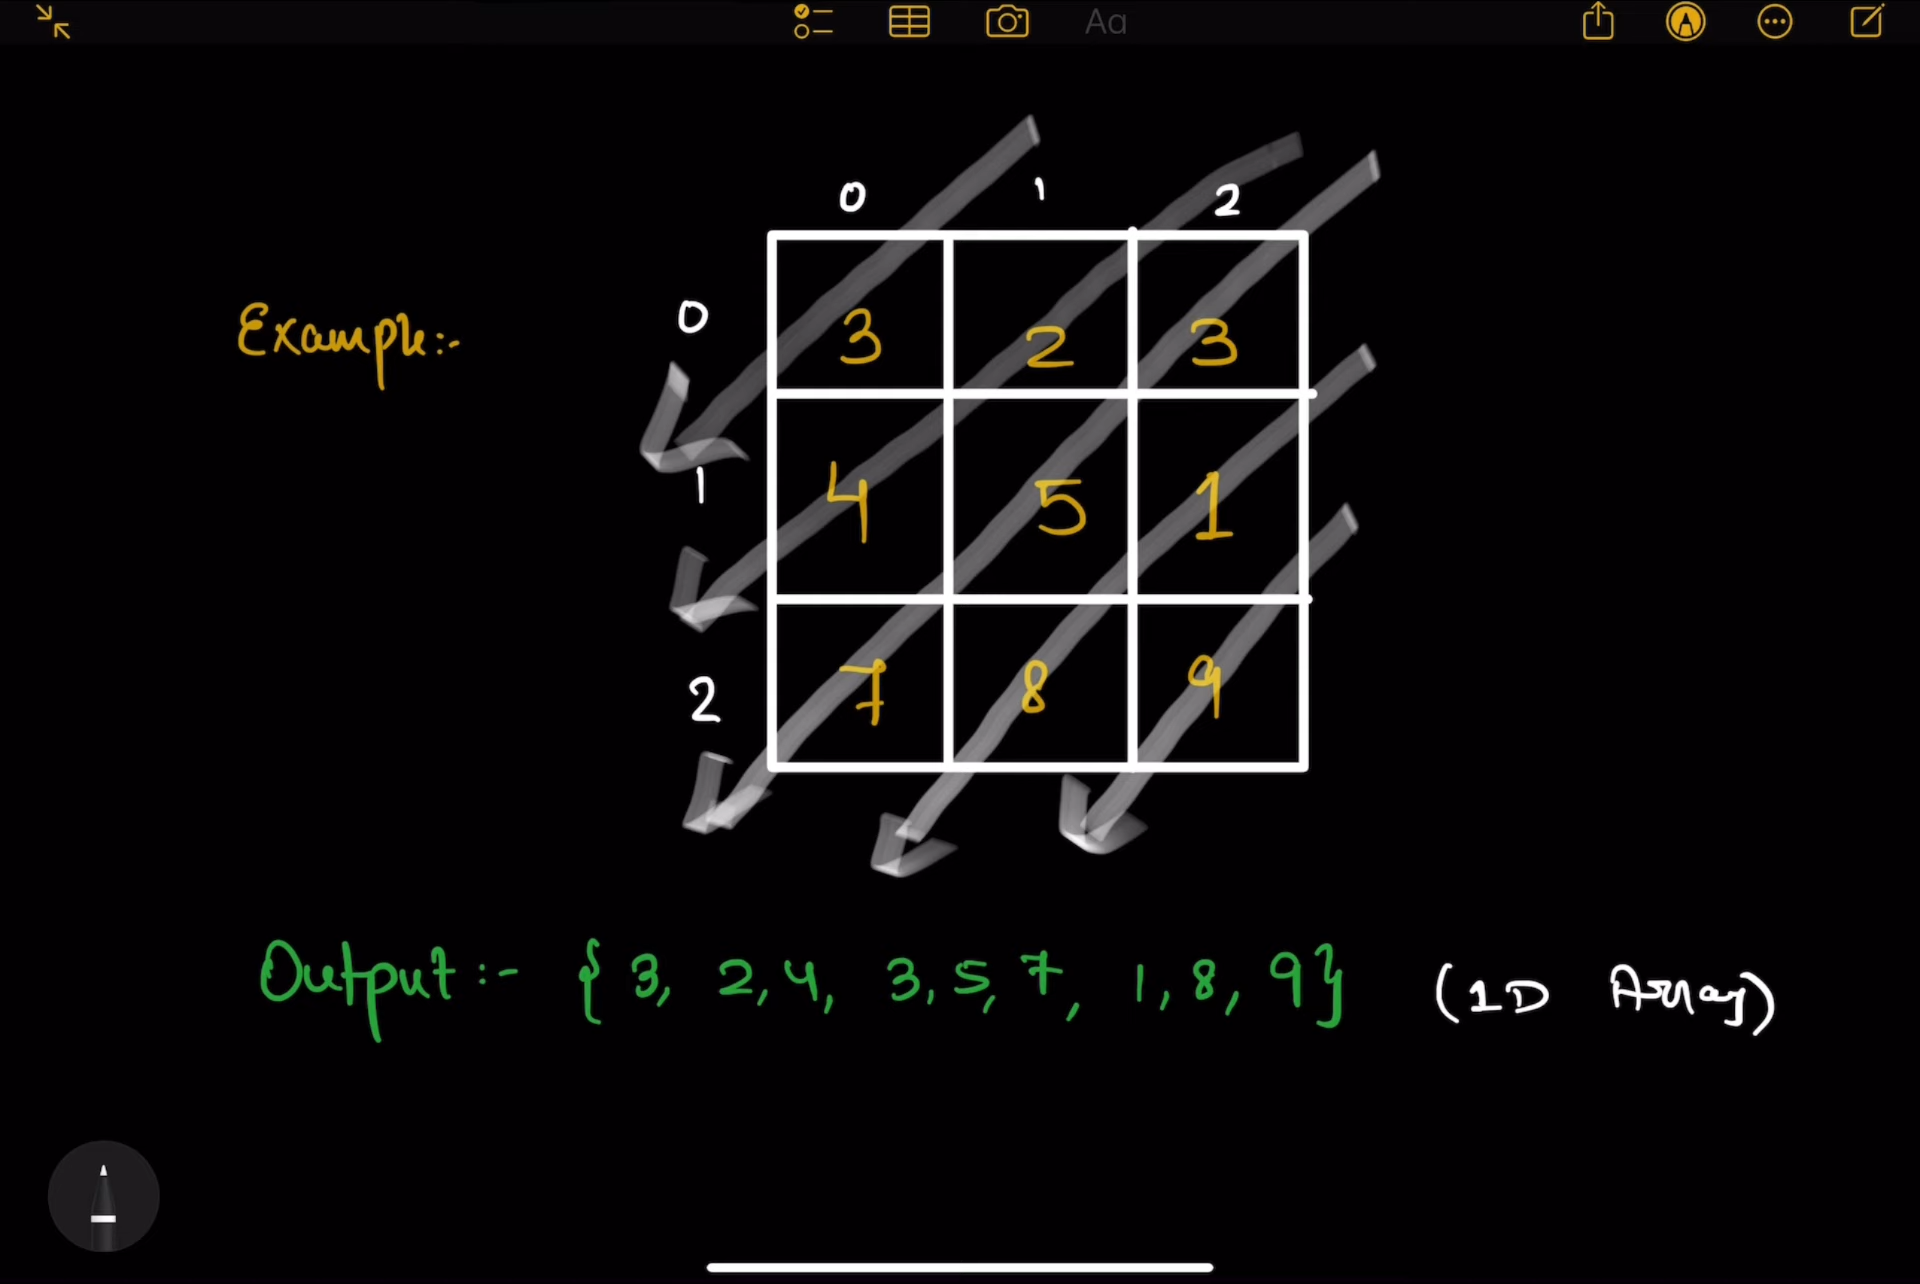 Aa
0 1 2
Example:-
0 3 2 3
1 4 5 1
2 7 8 9
Output :- { 3, 2,4, 3,5,7, 1,8,9} (1D Array)